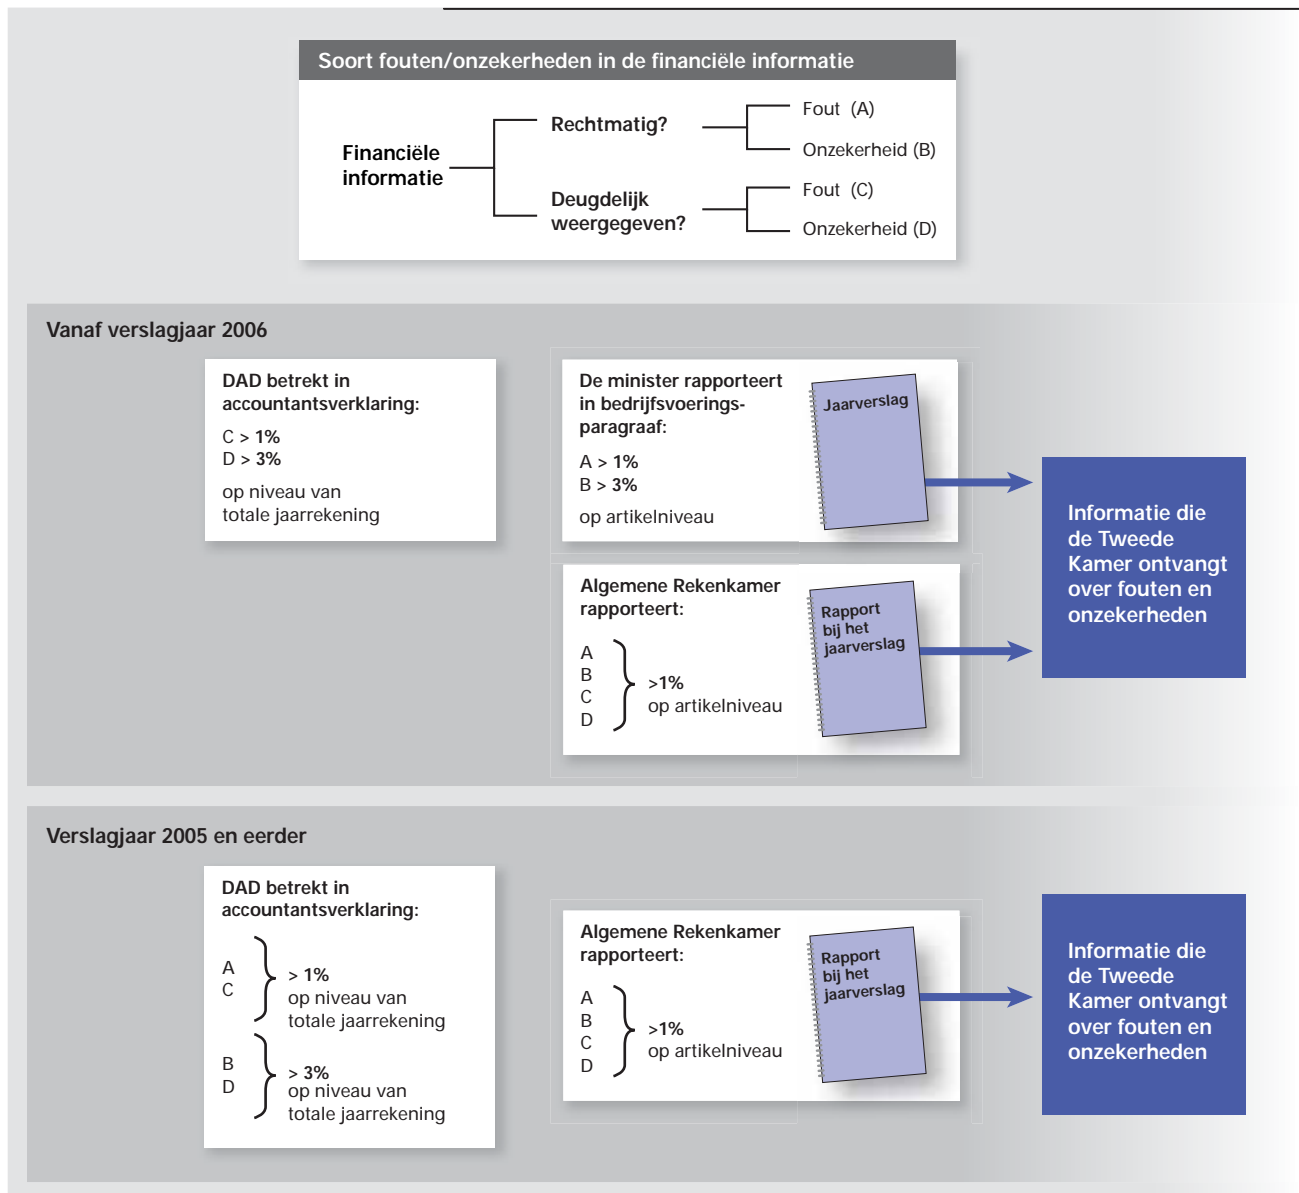 Soort fouten/onzekerheden in de financiële informatie
Financiële
informatie
Rechtmatig?
Fout (A)
Onzekerheid (B)
Deugdelijk
weergegeven?
Fout (C)
Onzekerheid (D)
Vanaf verslagjaar 2006
DAD betrekt in
accountantsverklaring:
C > 1%
D > 3%
op niveau van
totale jaarrekening
De minister rapporteert
in bedrijfsvoerings-
paragraaf:
A > 1%
B > 3%
op artikelniveau
Jaarverslag
Algemene Rekenkamer
rapporteert:
A
B
C
D
>1%
op artikelniveau
Rapport
bij het
jaarverslag
Informatie die
de Tweede
Kamer ontvangt
over fouten en
onzekerheden
Verslagjaar 2005 en eerder
DAD betrekt in
accountantsverklaring:
A
C
> 1%
op niveau van
totale jaarrekening
B
D
> 3%
op niveau van
totale jaarrekening
Algemene Rekenkamer
rapporteert:
A
B
C
D
>1%
op artikelniveau
Rapport
bij het
jaarverslag
Informatie die
de Tweede
Kamer ontvangt
over fouten en
onzekerheden